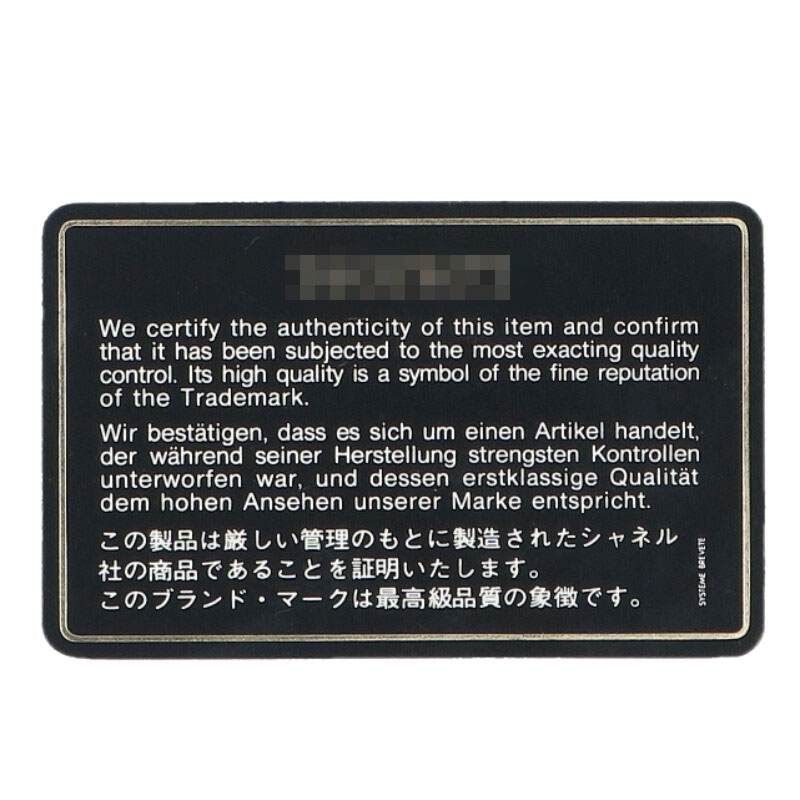 We certify the authenticity of this item and confirm
that it has been subjected to the most exacting quality
control. Its high quality is a symbol of the fine reputation
of the Trademark.
Wir bestätigen, dass es sich um einen Artikel handelt,
der während seiner Herstellung strengsten Kontrollen
unterworfen war, und dessen erstklassige Qualität
dem hohen Ansehen unserer Marke entspricht.
この製品は厳しい管理のもとに製造されたシャネル
社の商品であることを証明いたします。
このブランド・マークは最高級品質の象徴です。
SYSTEME BREVETE